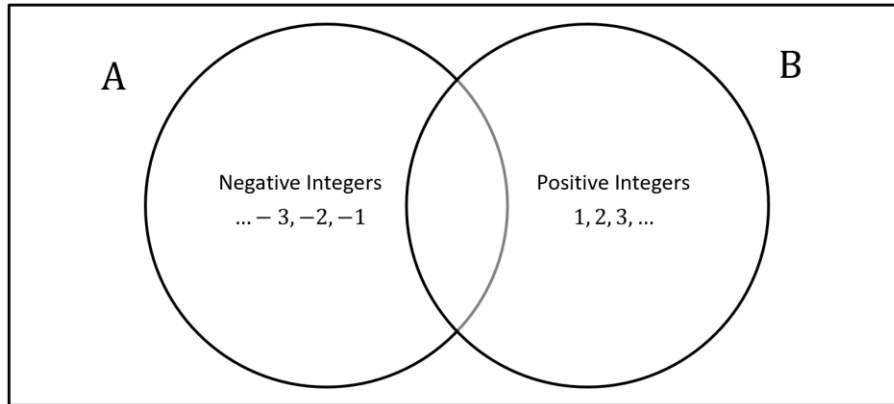 A
B
Negative Integers
… − 3, −2, −1
Positive Integers
1, 2, 3, …